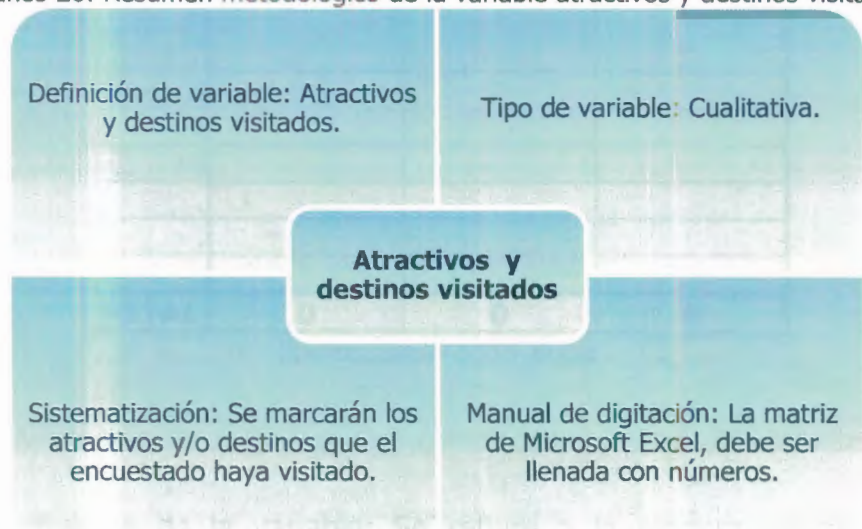 20. Resumen metodológico de la variable atractivos y destinos
Definición de variable: Atractivos
y destinos visitados.
Tipo de variable: Cualitativa.
Atractivos y
destinos visitados
Sistematización: Se marcarán los
atractivos y/o destinos que el
encuestado haya visitado.
Manual de digitación: La matriz
de Microsoft Excel, debe ser
llenada con números.